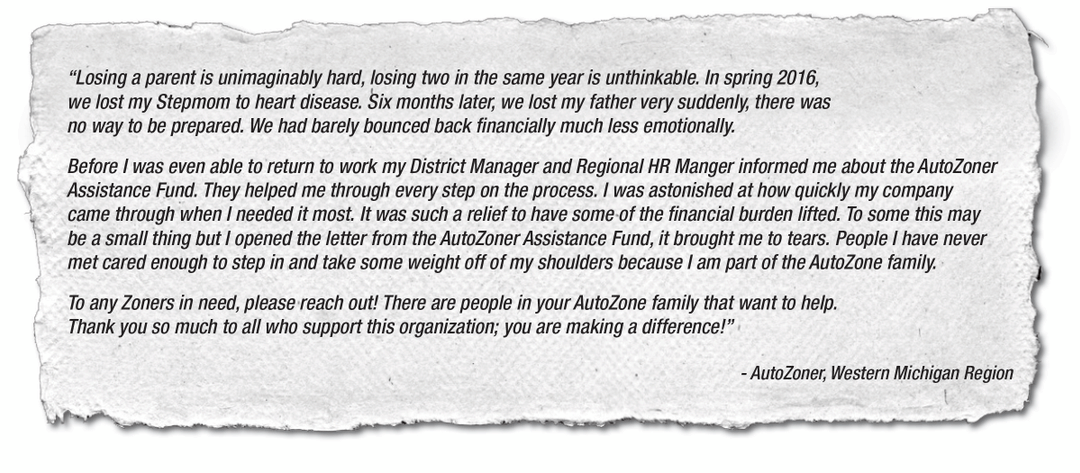 “Losing a parent is unimaginably hard, losing two in the same year is unthinkable. In spring 2016,
we lost my Stepmom to heart disease. Six months later, we lost my father very suddenly, there was
no way to be prepared. We had barely bounced back financially much less emotionally.
Before I was even able to return to work my District Manager and Regional HR Manger informed me about the AutoZoner
Assistance Fund. They helped me through every step on the process. I was astonished at how quickly my company
came through when I needed it most. It was such a relief to have some of the financial burden lifted. To some this may
be a small thing but I opened the letter from the AutoZoner Assistance Fund, it brought me to tears. People I have never
met cared enough to step in and take some weight off of my shoulders because I am part of the AutoZone family.
To any Zoners in need, please reach out! There are people in your AutoZone family that want to help.
Thank you so much to all who support this organization; you are making a difference!”
- AutoZoner, Western Michigan Region